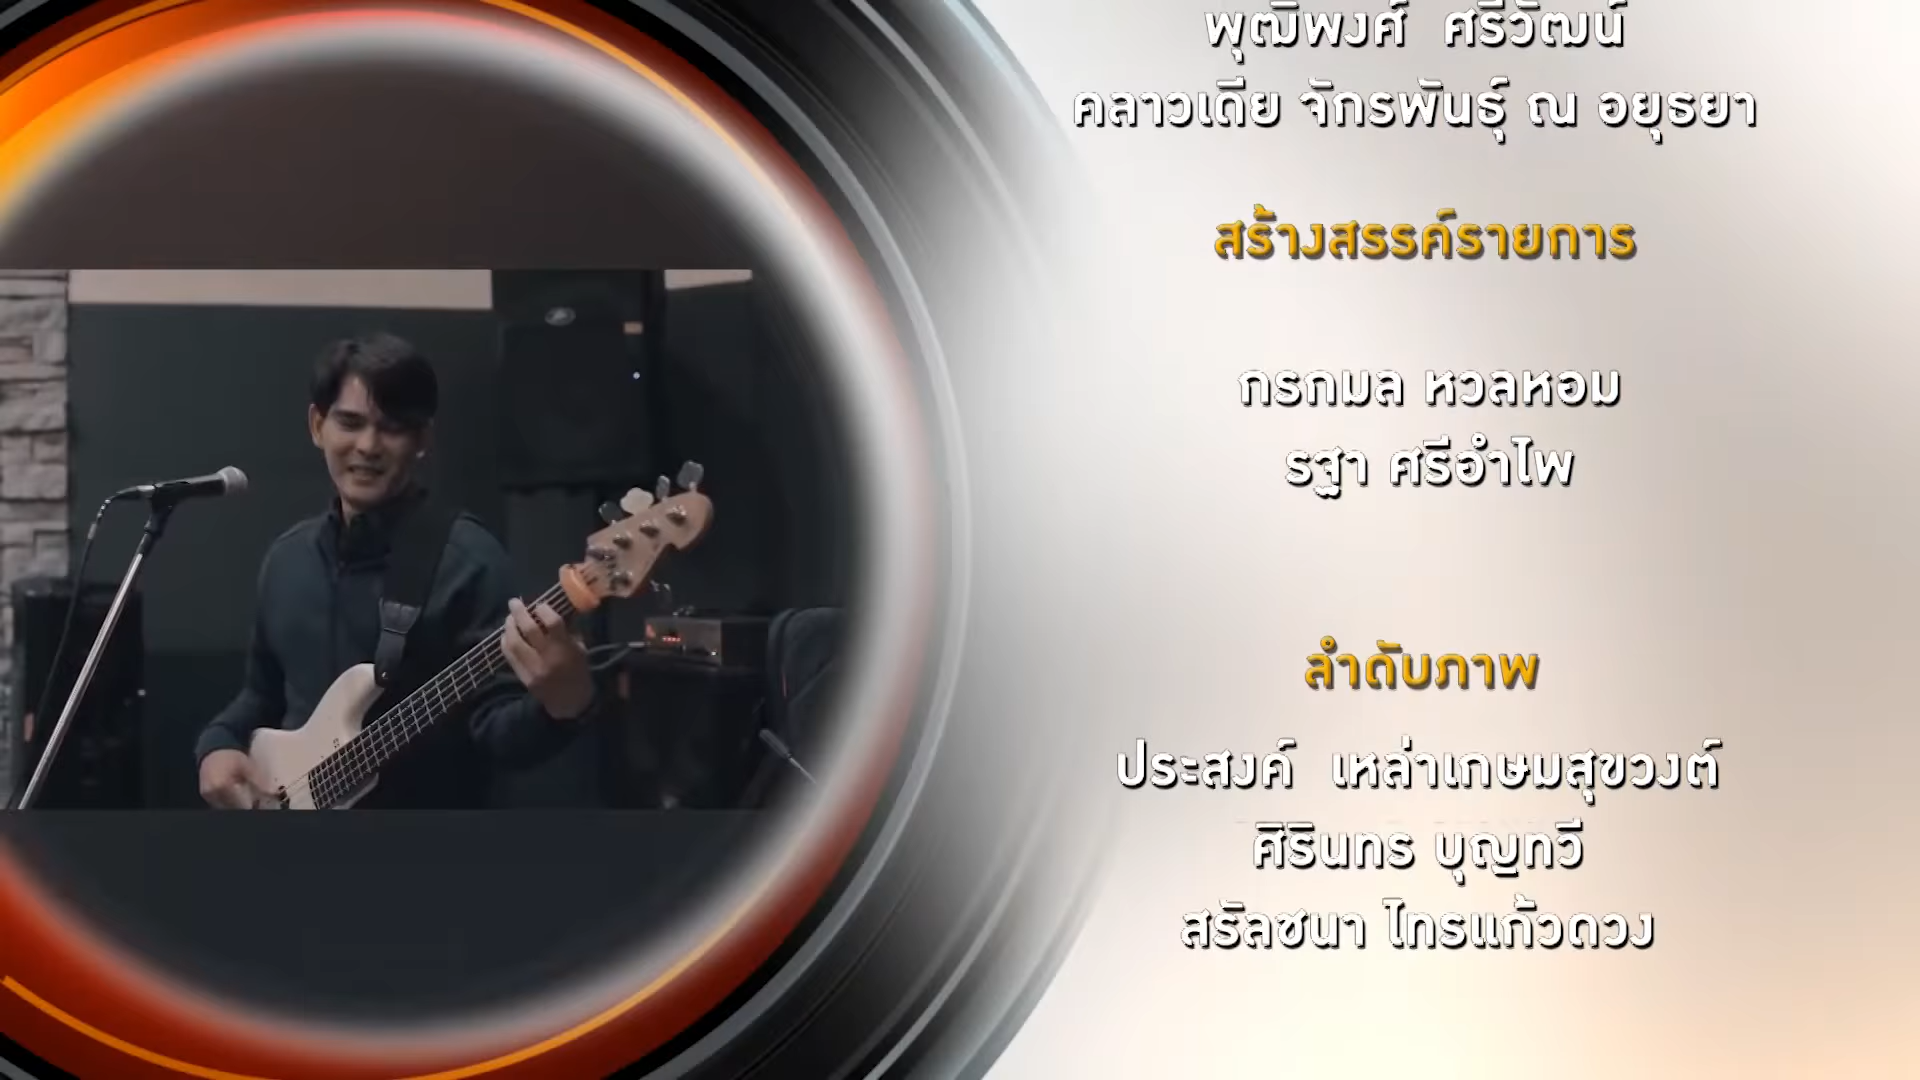 พุฒิพงศ์ ศรีวัฒน์
คลาวเดีย จักรพันธุ์ ณ อยุธยา
สร้างสรรค์รายการ
กรกมล หวลหอม
รฐา ศรีอำไพ
ลำดับภาพ
ประสงค์ เหล่าเกษมสุขวงต์
ศิรินทร บุญทวี
สรัลชนา ไทรแก้วดวง